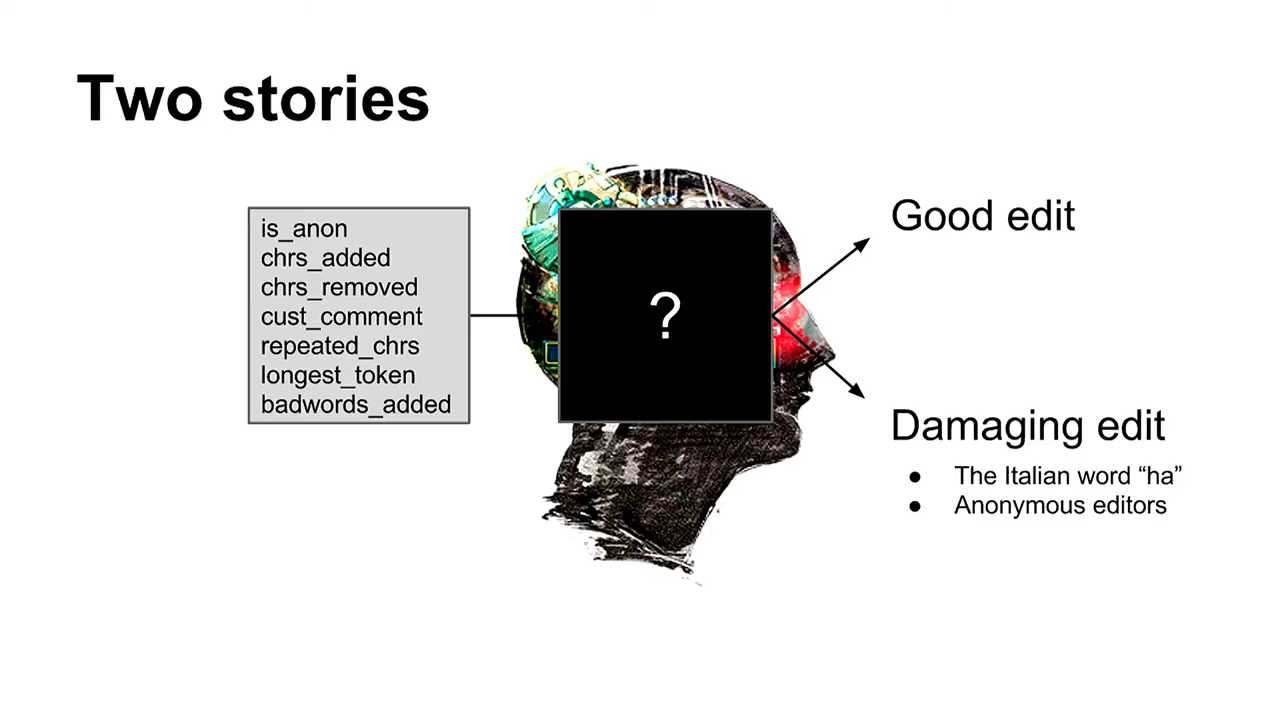 Two stories
is_anon
chrs_added
chrs_removed
cust_comment
repeated_chrs
longest_token
badwords_added
?
Good edit
Damaging edit
● The Italian word “ha”
● Anonymous editors